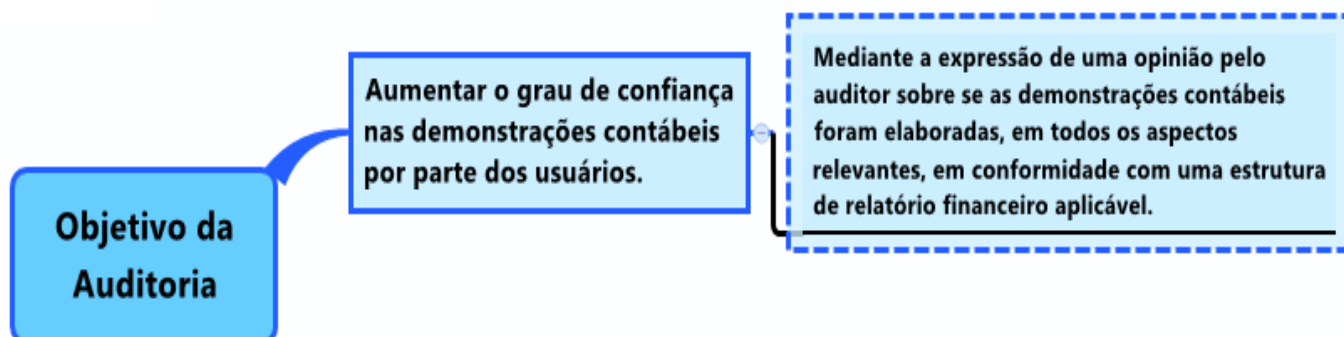 Objetivo da
Auditoria
Aumentar o grau de confiança
nas demonstrações contábeis
por parte dos usuários.
Mediante a expressão de uma opinião pelo
auditor sobre se as demonstrações contábeis
foram elaboradas, em todos os aspectos
relevantes, em conformidade com uma estrutura
de relatório financeiro aplicável.